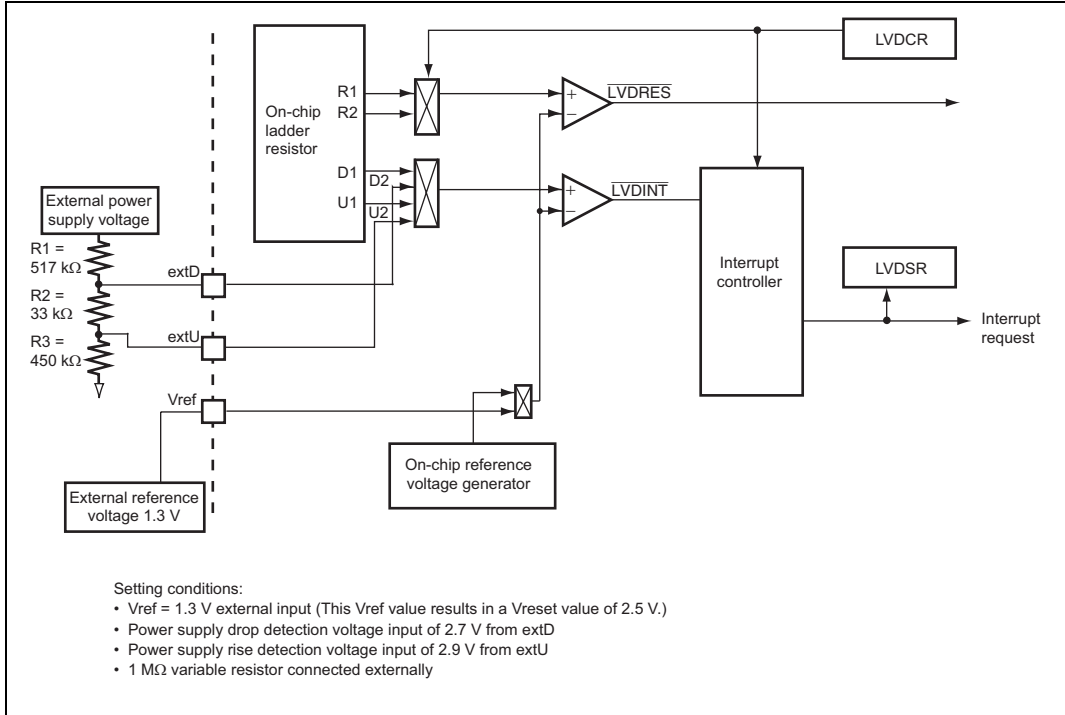 LVDCR
On-chip
ladder
resistor
R1
R2
D1
D2
U1
U2
+
−
LVDRES
+
−
LVDINT
External power
supply voltage
R1 =
517 kΩ
R2 =
33 kΩ
R3 =
450 kΩ
extD
extU
Vref
Interrupt
controller
LVDSR
Interrupt
request
On-chip reference
voltage generator
External reference
voltage 1.3 V
Setting conditions:
• Vref = 1.3 V external input (This Vref value results in a Vreset value of 2.5 V.)
• Power supply drop detection voltage input of 2.7 V from extD
• Power supply rise detection voltage input of 2.9 V from extU
• 1 MΩ variable resistor connected externally